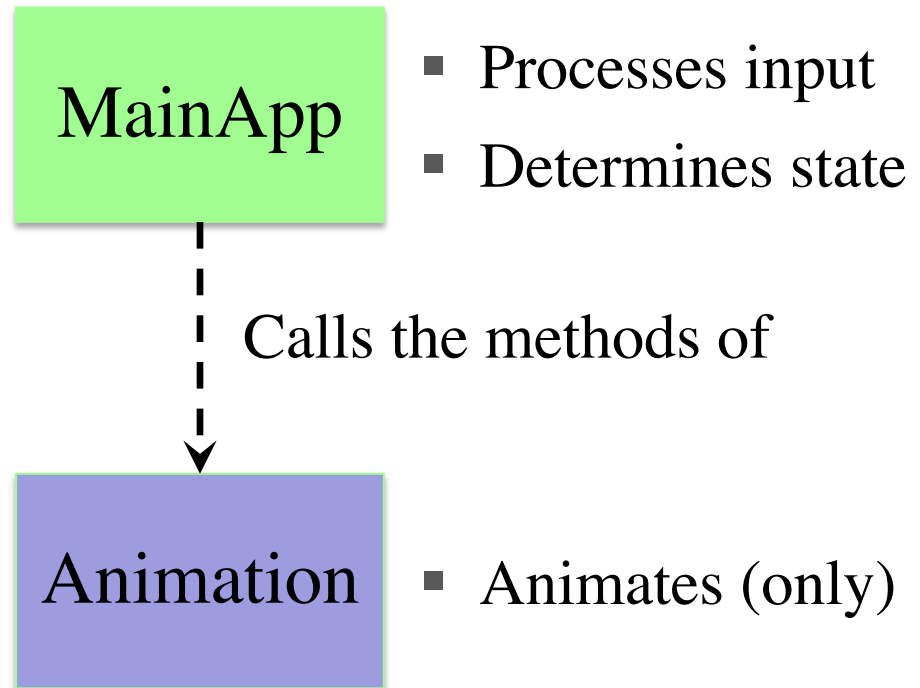 MainApp
▪ Processes input
▪ Determines state
Calls the methods of
Animation
▪ Animates (only)